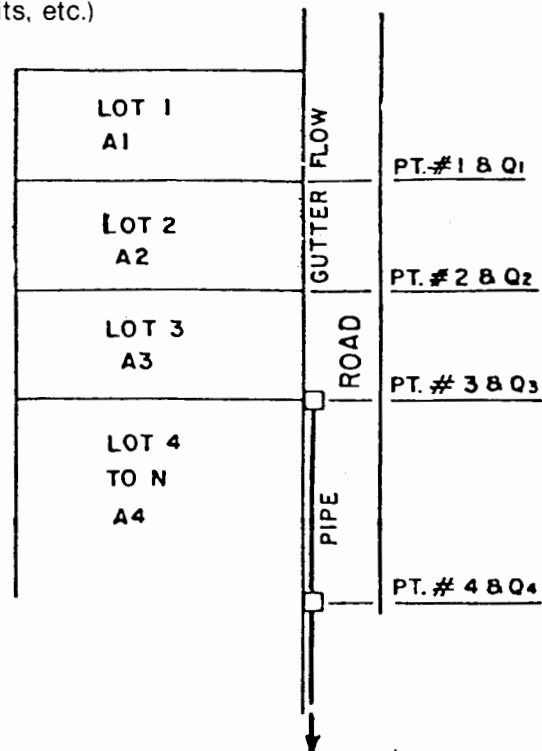 its, etc.)
LOT 1
A1
LOT 2
A2
LOT 3
A3
LOT 4
TO N
A4
GUTTER FLOW
ROAD
PIPE
PT. #1 & Q1
PT. #2 & Q2
PT. # 3 & Q3
PT. # 4 & Q4